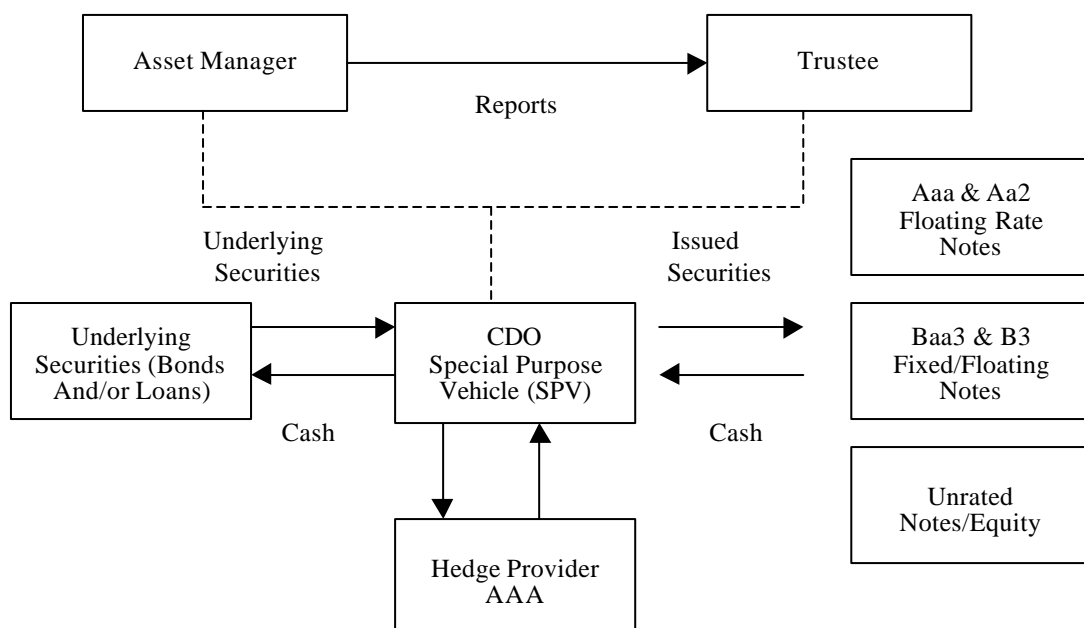 Asset Manager
Trustee
Reports
Aaa & Aa2
Floating Rate
Notes
Underlying
Securities
Issued
Securities
Underlying
Securities (Bonds
And/or Loans)
CDO
Special Purpose
Vehicle (SPV)
Baa3 & B3
Fixed/Floating
Notes
Cash
Cash
Unrated
Notes/Equity
Hedge Provider
AAA